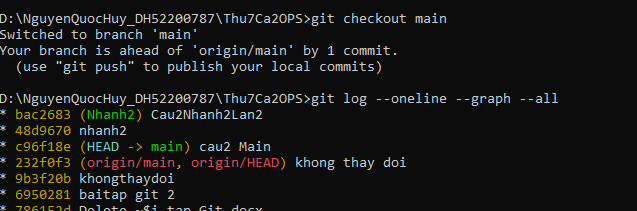 D:\NguyenQuocHuy_DH52200787\Thu7Ca2OPS>git checkout main
Switched to branch 'main'
Your branch is ahead of 'origin/main' by 1 commit.
  (use "git push" to publish your local commits)

D:\NguyenQuocHuy_DH52200787\Thu7Ca2OPS>git log --oneline --graph --all
* bac2683 (Nhanh2) Cau2Nhanh2Lan2
* 48d9670 nhanh2
* c96f18e (HEAD -> main) cau2 Main
* 232f0f3 (origin/main, origin/HEAD) khong thay doi
* 9b3f20b khongthaydoi
* 6950281 baitap git 2
* 786152d Delete ~$i tap Git.docx